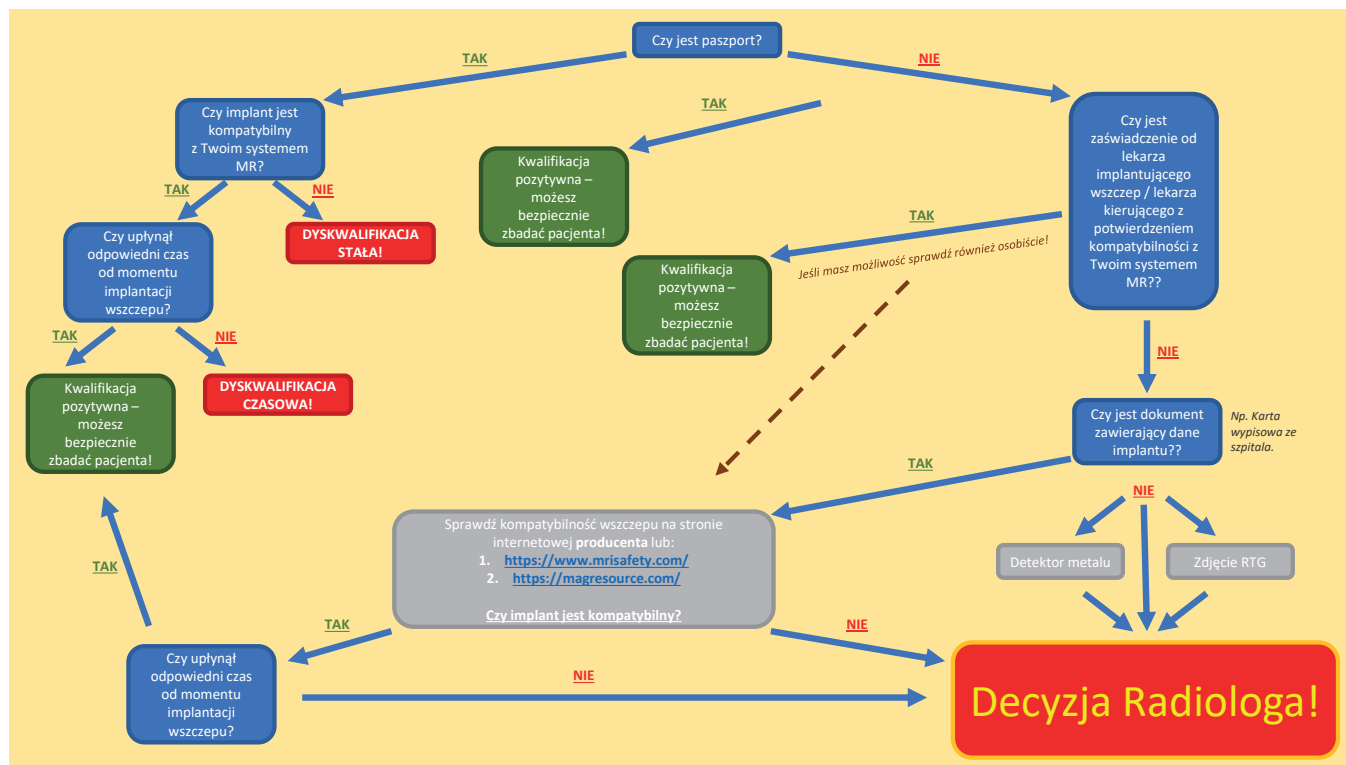 Czy jest paszport?
TAK
NIE
Czy implant jest
kompatybilny
z Twoim systemem
MR?
TAK
NIE
DYSKWALIFIKACJA
STAŁA!
Czy upłynął
odpowiedni czas
od momentu
implantacji
wszczepu?
TAK
NIE
Kwalifikacja
pozytywna –
możesz
bezpiecznie
zbadać pacjenta!
DYSKWALIFIKACJA
CZASOWA!
TAK
Kwalifikacja
pozytywna –
możesz
bezpiecznie
zbadać pacjenta!
Czy jest
zaświadczenie od
lekarza
implantującego
wszczep / lekarza
kierującego z
potwierdzeniem
kompatybilności z
Twoim systemem
MR??
TAK
Jeśli masz możliwość sprawdź również osobiście!
Kwalifikacja
pozytywna –
możesz
bezpiecznie
zbadać pacjenta!
NIE
Czy jest dokument
zawierający dane
implantu??
Np. Karta
wypisowa ze
szpitala.
TAK
NIE
Detektor metalu
Zdjęcie RTG
Sprawdź kompatybilność wszczepu na stronie
internetowej producenta lub:
1. https://www.mrisafety.com/
2. https://magresource.com/
Czy implant jest kompatybilny?
TAK
NIE
Czy upłynął
odpowiedni czas
od momentu
implantacji
wszczepu?
TAK
NIE
Decyzja Radiologa!